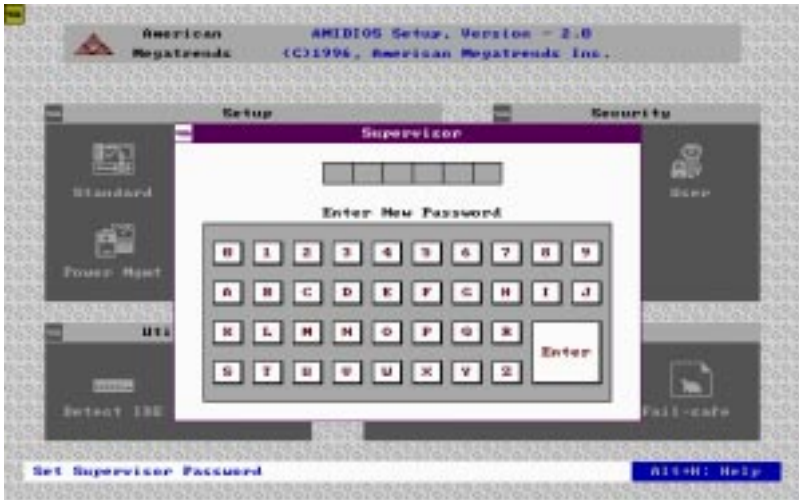 American
Megatrends
AMIBIOS Setup, Version - 2.0
(C)1996, American Megatrends Inc.
Setup
Security
Supervisor
Standard
User
Enter New Password
0 1 2 3 4 5 6 7 8 9
Power Mgmt
A B C D E F G H I J
Uti
K L M N O P Q R
Enter
S T U V W X Y Z
Detect IDE
Fail-safe
Set Supervisor Password
Alt+H: Help